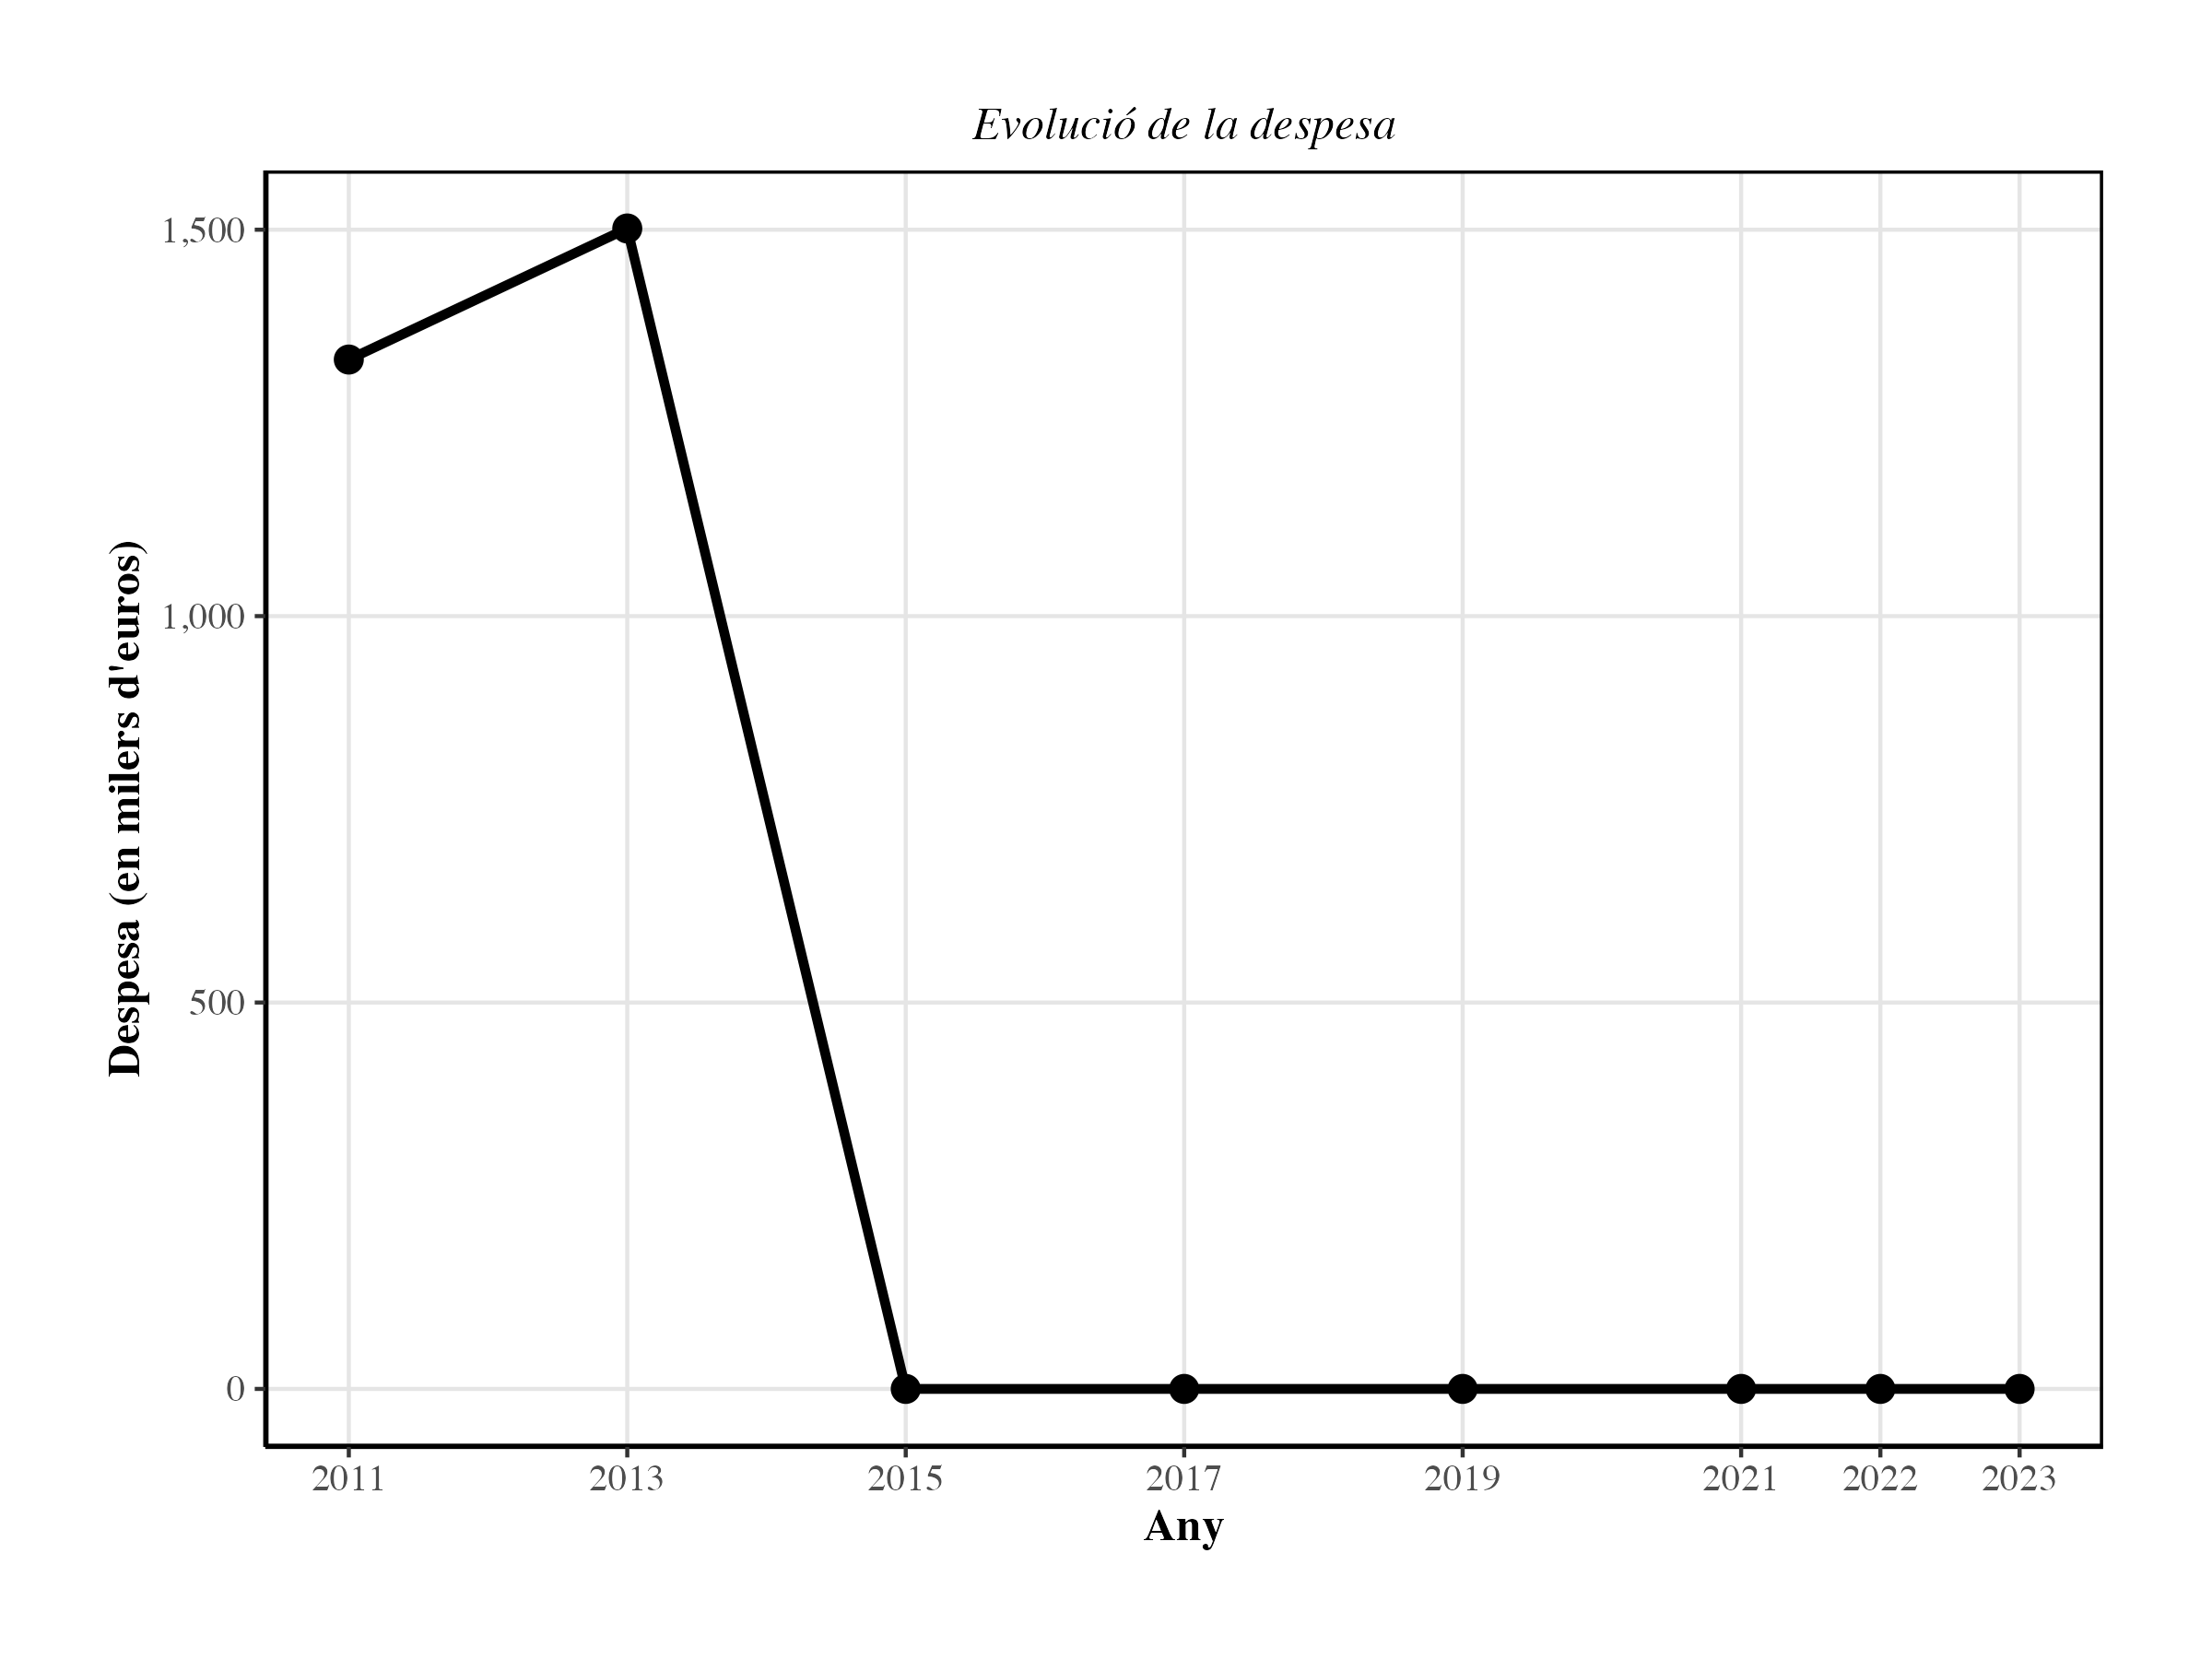 Evolució de la despesa
Despesa (en milers d'euros)
1,500
1,000
500
0
2011 2013 2015 2017 2019 2021 2022 2023
Any